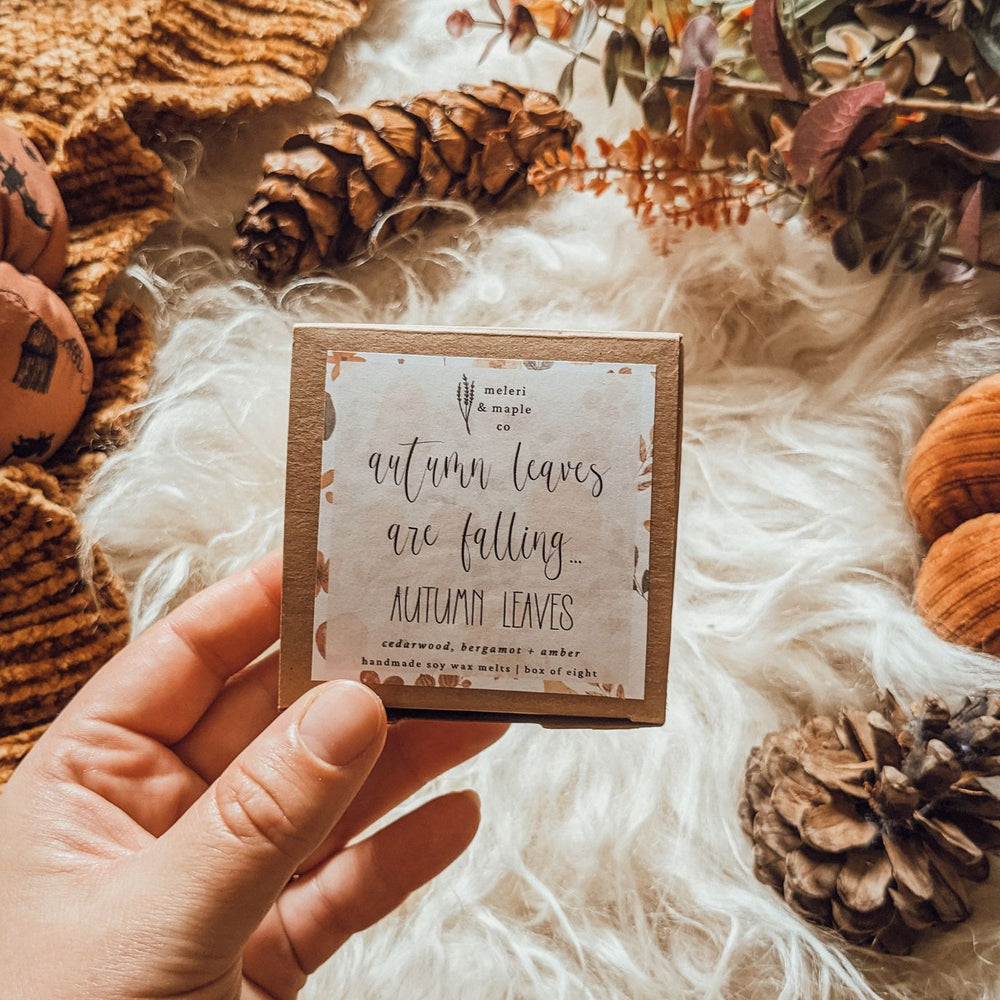 meleri
& maple
co
autumn leaves
are falling...
AUTUMN LEAVES
cedarwood, bergamot + amber
handmade soy wax melts | box of eight